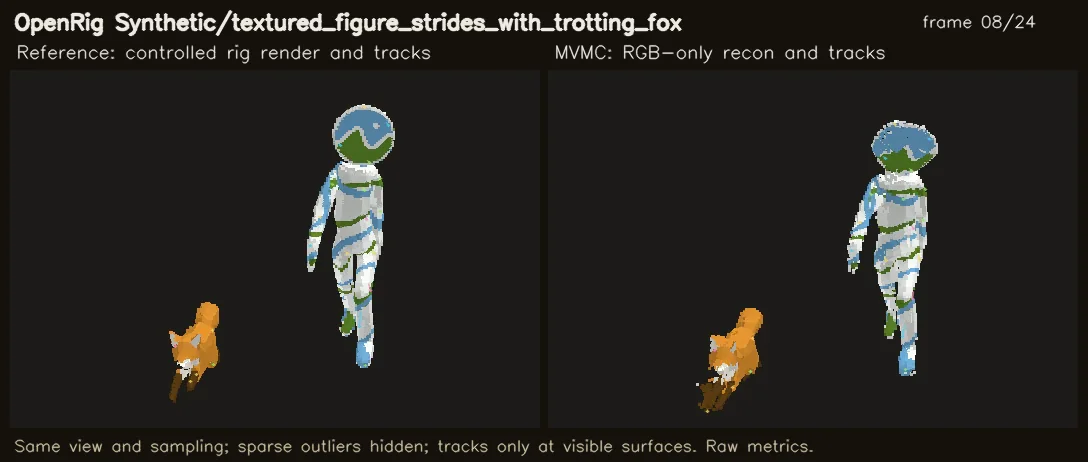 OpenRig Synthetic/textured_figure_strides_with_trotting_fox
frame 08/24
Reference: controlled rig render and tracks
MVMC: RGB-only recon and tracks
Same view and sampling; sparse outliers hidden; tracks only at visible surfaces. Raw metrics.